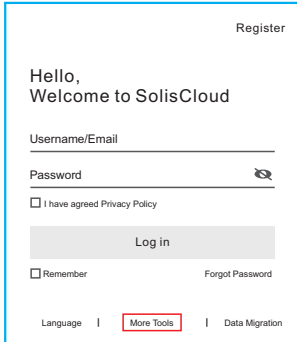 Register
Hello,
Welcome to SolisCloud
Username/Email
Password
I have agreed Privacy Policy
Log in
Remember Forgot Password
Language | More Tools | Data Migration